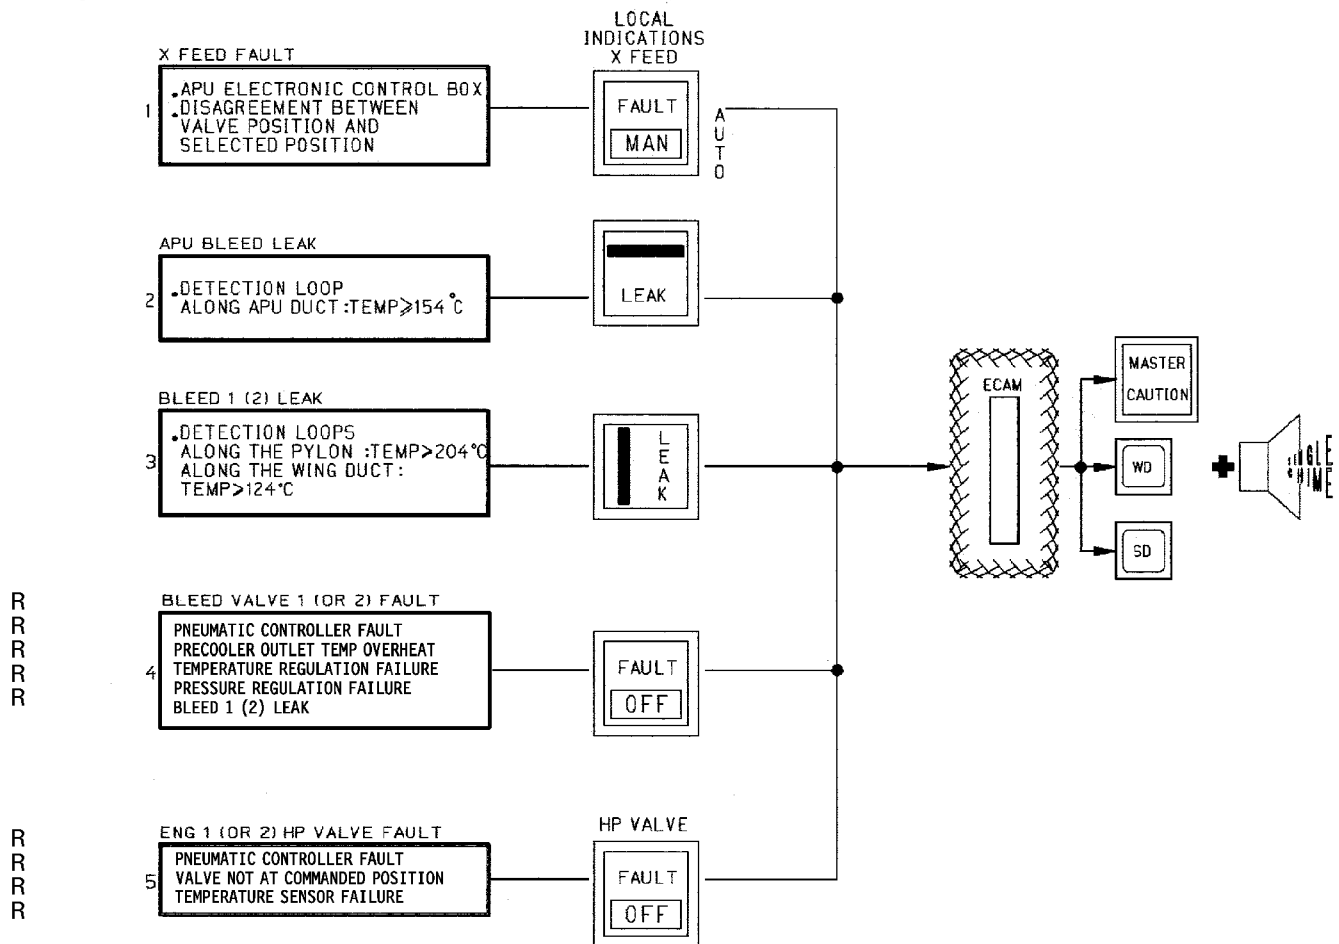 LOCAL
INDICATIONS
X FEED
X FEED FAULT
1
.APU ELECTRONIC CONTROL BOX
.DISAGREEMENT BETWEEN
VALVE POSITION AND
SELECTED POSITION
FAULT
MAN
AUTO
APU BLEED LEAK
2
.DETECTION LOOP
ALONG APU DUCT :TEMP⩾154°C
LEAK
BLEED 1 (2) LEAK
3
.DETECTION LOOPS
ALONG THE PYLON :TEMP>204°C
ALONG THE WING DUCT:
TEMP>124°C
LEAK
ECAM
MASTER
CAUTION
WD
SD
+
CHIME
R
R
R
R
R
BLEED VALVE 1 (OR 2) FAULT
4
PNEUMATIC CONTROLLER FAULT
PRECOOLER OUTLET TEMP OVERHEAT
TEMPERATURE REGULATION FAILURE
PRESSURE REGULATION FAILURE
BLEED 1 (2) LEAK
FAULT
OFF
R
R
R
R
ENG 1 (OR 2) HP VALVE FAULT
5
PNEUMATIC CONTROLLER FAULT
VALVE NOT AT COMMANDED POSITION
TEMPERATURE SENSOR FAILURE
HP VALVE
FAULT
OFF